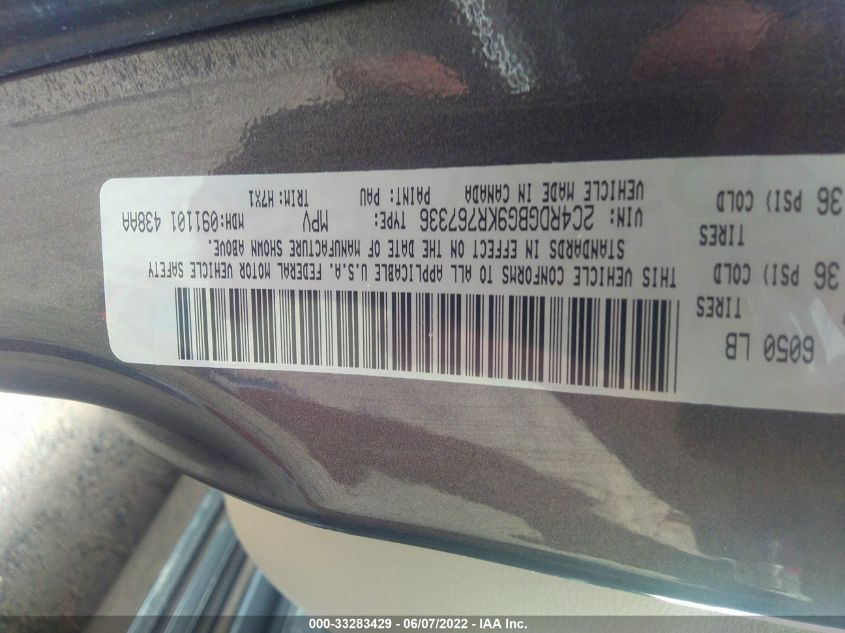 6050 LB
TIRES
36 PSI) COLD
TIRES
36 PSI) COLD
THIS VEHICLE CONFORMS TO ALL APPLICABLE U.S.A. FEDERAL MOTOR VEHICLE SAFETY
STANDARDS IN EFFECT ON THE DATE OF MANUFACTURE SHOWN ABOVE.
VIN: 2C4RDGBG9KR767336 TYPE: MPV MDH:091101 438AA
VEHICLE MADE IN CANADA PAINT: PAU TRIM:H7X1
000-33283429 - 06/07/2022 - IAA Inc.